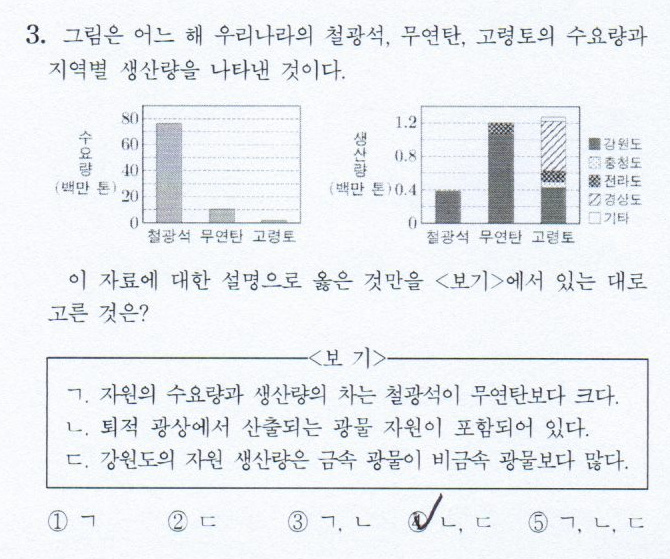 3. 그림은 어느 해 우리나라의 철광석, 무연탄, 고령토의 수요량과
지역별 생산량을 나타낸 것이다.
수요량
(백만 톤)
80
60
40
20
0
철광석 무연탄 고령토
생산량
(백만 톤)
1.2
0.8
0.4
0
철광석 무연탄 고령토
강원도
충청도
전라도
경상도
기타
이 자료에 대한 설명으로 옳은 것만을 <보기>에서 있는 대로
고른 것은?
<보 기>
ㄱ. 자원의 수요량과 생산량의 차는 철광석이 무연탄보다 크다.
ㄴ. 퇴적 광상에서 산출되는 광물 자원이 포함되어 있다.
ㄷ. 강원도의 자원 생산량은 금속 광물이 비금속 광물보다 많다.
① ㄱ ② ㄷ ③ ㄱ, ㄴ ④ ㄴ, ㄷ ⑤ ㄱ, ㄴ, ㄷ